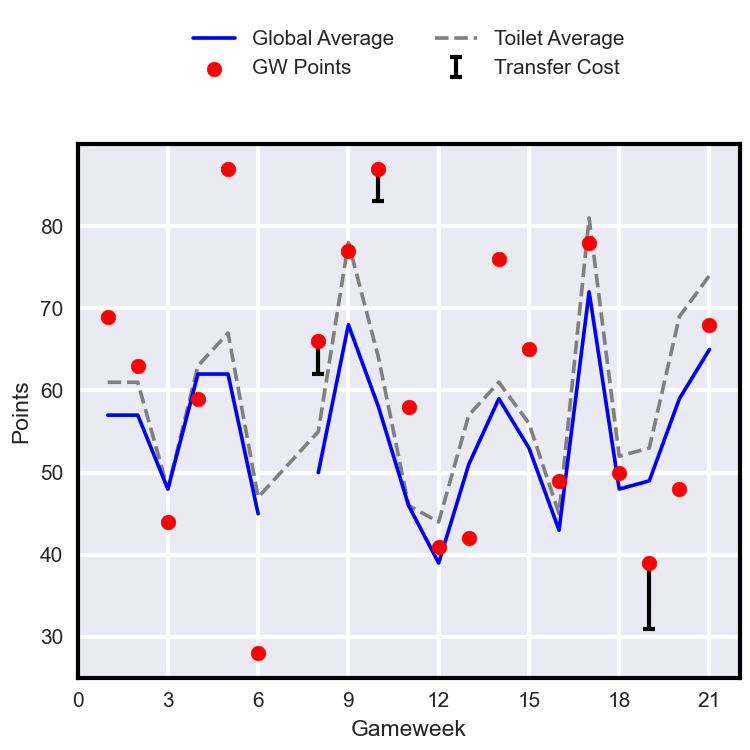 Global Average
Toilet Average
GW Points
Transfer Cost
80
70
60
50
40
30
Points
0 3 6 9 12 15 18 21
Gameweek